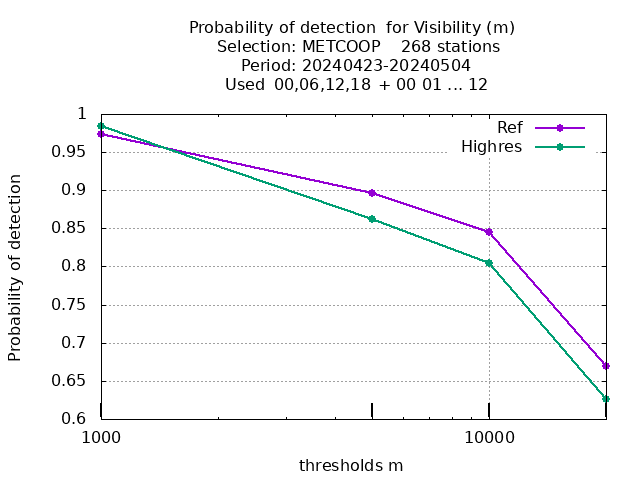 Probability of detection  for Visibility (m)
Selection: METCOOP    268 stations
Period: 20240423-20240504
Used  00,06,12,18 + 00 01 ... 12
Ref
Highres
1
0.95
0.9
0.85
0.8
0.75
0.7
0.65
0.6
Probability of detection
1000
10000
thresholds m